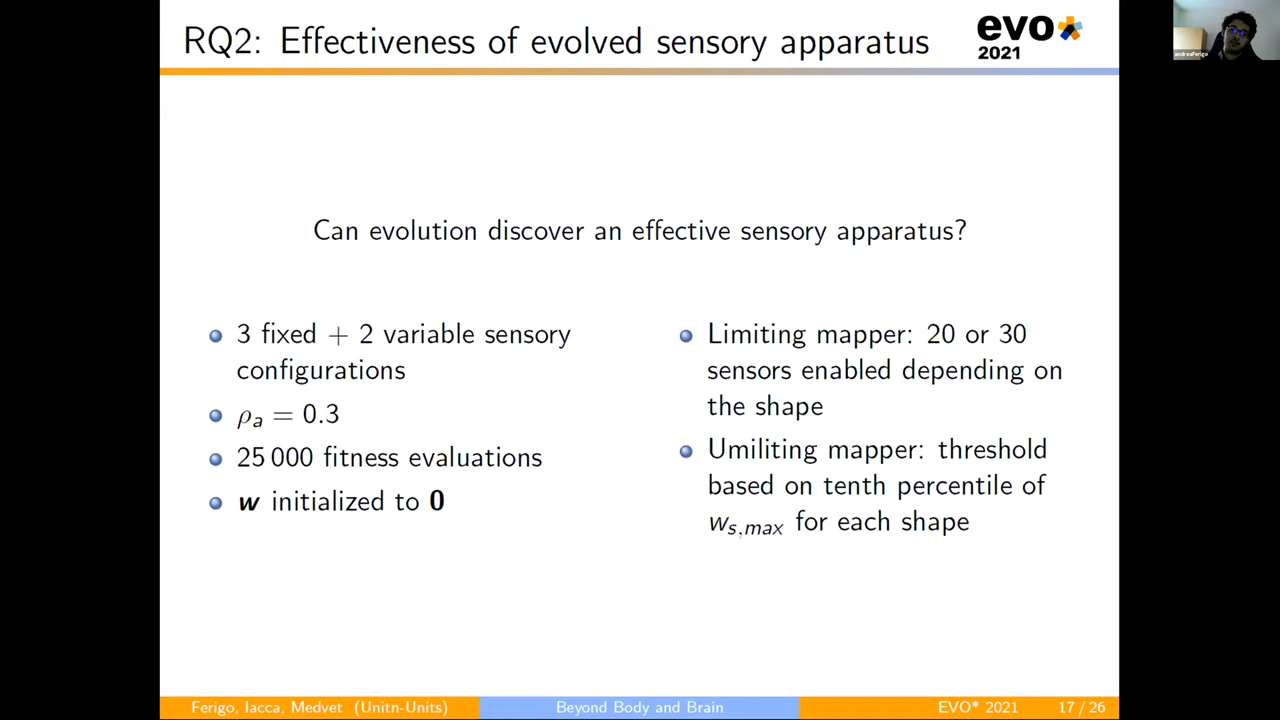 RQ2: Effectiveness of evolved sensory apparatus
evo
2021
andreaFerigo
Can evolution discover an effective sensory apparatus?
3 fixed + 2 variable sensory
configurations
ρa = 0.3
25 000 fitness evaluations
w initialized to 0
Limiting mapper: 20 or 30
sensors enabled depending on
the shape
Umiliting mapper: threshold
based on tenth percentile of
ws,max for each shape
Ferigo, Iacca, Medvet (Unitn-Units)
Beyond Body and Brain
EVO* 2021
17 / 26